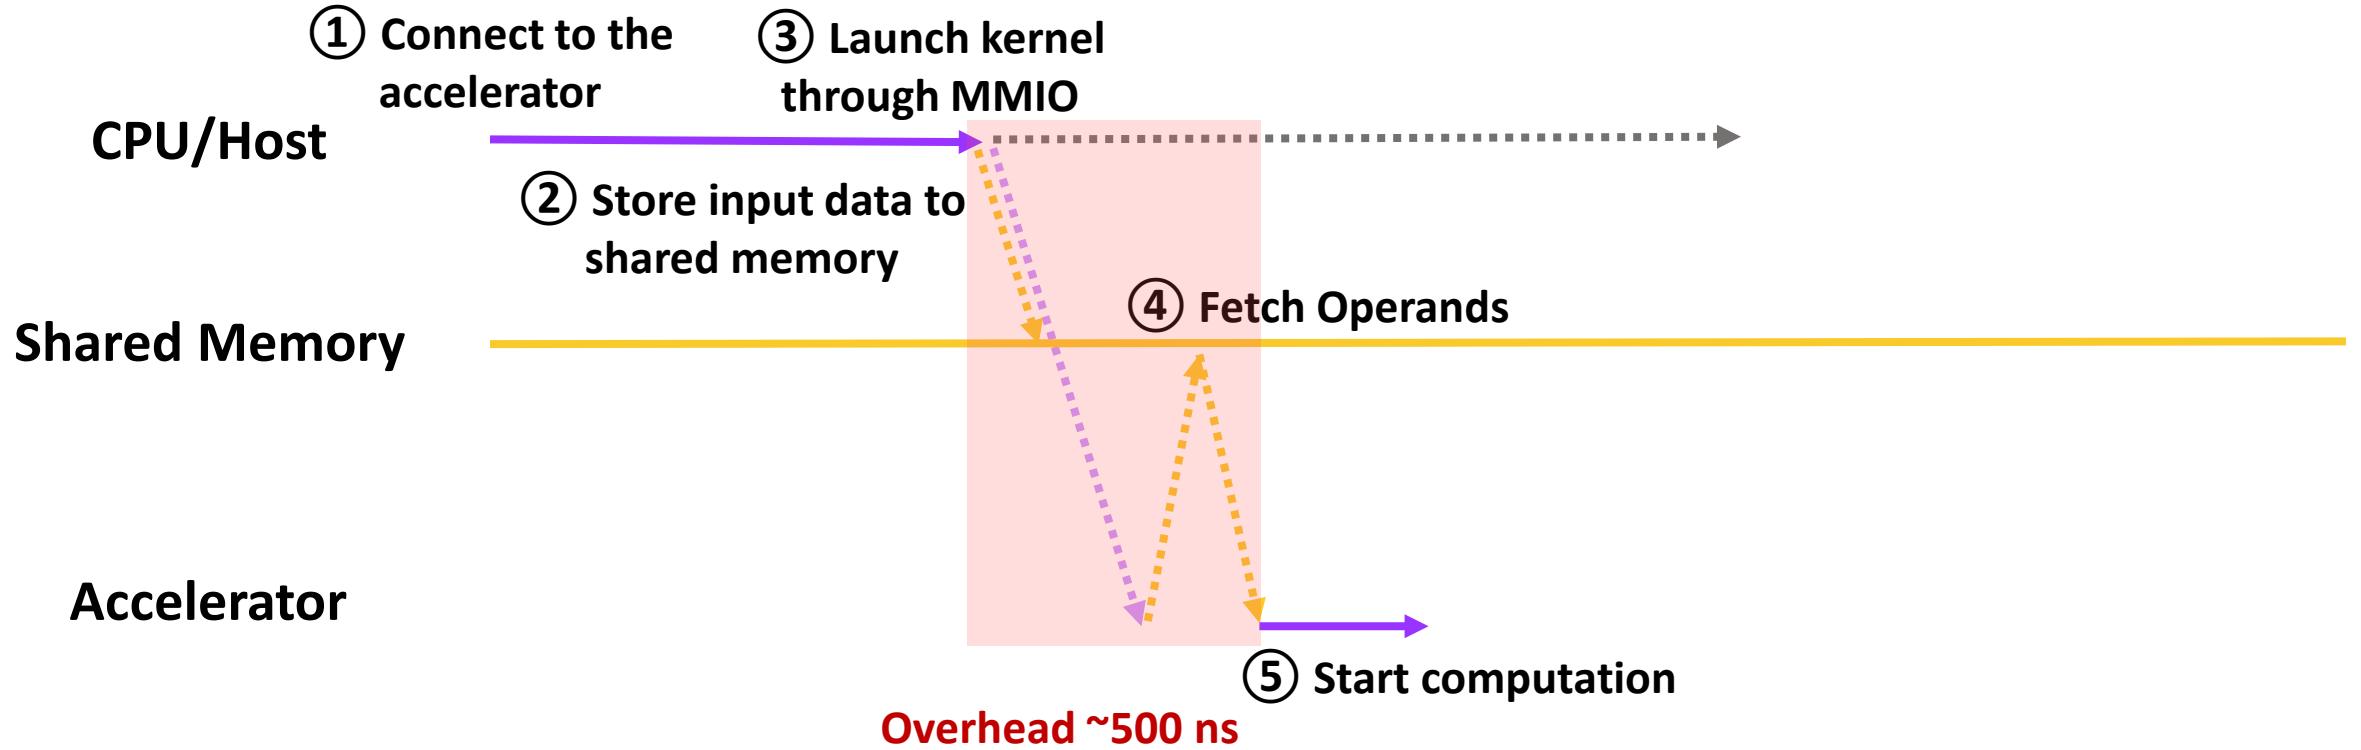 ① Connect to the
accelerator
③ Launch kernel
through MMIO
CPU/Host
② Store input data to
shared memory
④ Fetch Operands
Shared Memory
Accelerator
⑤ Start computation
Overhead ~500 ns